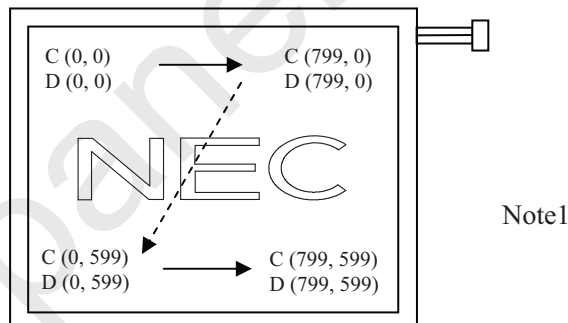 C (0, 0) C (799, 0)
D (0, 0) D (799, 0)
NEC
Note1
C (0, 599) C (799, 599)
D (0, 599) D (799, 599)